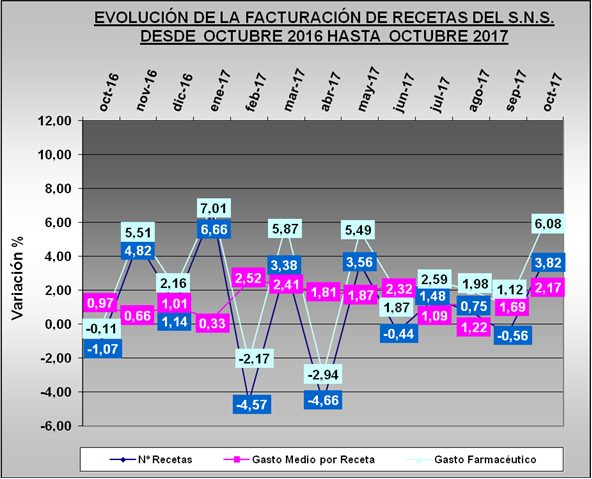 EVOLUCIÓN DE LA FACTURACIÓN DE RECETAS DEL S.N.S.
DESDE OCTUBRE 2016 HASTA OCTUBRE 2017
oct-16 nov-16 dic-16 ene-17 feb-17 mar-17 abr-17 may-17 jun-17 jul-17 ago-17 sep-17 oct-17
Variación %
12,00
10,00
8,00
6,00
4,00
2,00
0,00
-2,00
-4,00
-6,00
-0,11 5,51 2,16 7,01 -2,17 5,87 -2,94 5,49 1,87 2,59 1,98 1,12 6,08
0,97 0,66 1,01 0,33 2,52 2,41 1,81 1,87 2,32 1,09 1,22 1,69 2,17
-1,07 4,82 1,14 6,66 -4,57 3,38 -4,66 3,56 -0,44 1,48 0,75 -0,56 3,82
Nº Recetas Gasto Medio por Receta Gasto Farmacéutico